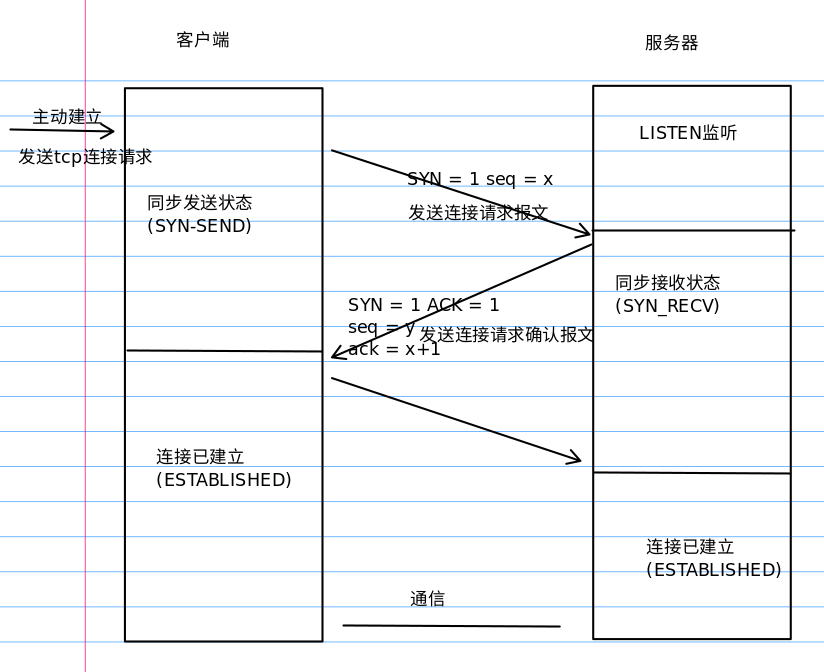 客户端
服务器
主动建立
发送tcp连接请求
LISTEN监听
SYN = 1 seq = x
发送连接请求报文
同步发送状态
(SYN-SEND)
同步接收状态
(SYN_RECV)
SYN = 1 ACK = 1
seq = y
ack = x+1
发送连接请求确认报文
连接已建立
(ESTABLISHED)
连接已建立
(ESTABLISHED)
通信